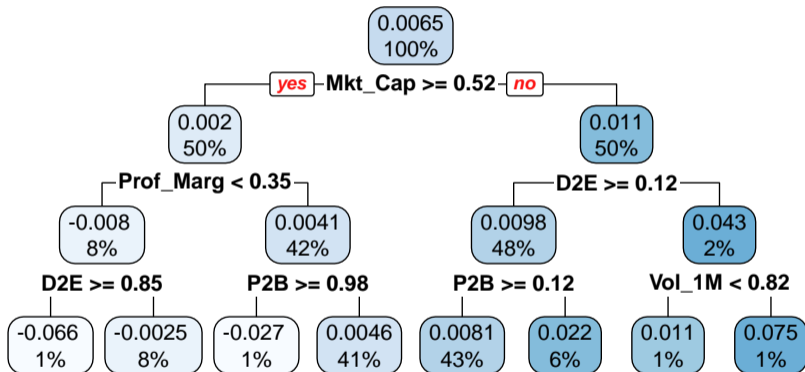 0.0065
100%
yes Mkt_Cap >= 0.52 no
0.002 0.011
50% 50%
Prof_Marg < 0.35 D2E >= 0.12
-0.008 0.0041 0.0098 0.043
8% 42% 48% 2%
D2E >= 0.85 P2B >= 0.98 P2B >= 0.12 Vol_1M < 0.82
-0.066 -0.0025 -0.027 0.0046 0.0081 0.022 0.011 0.075
1% 8% 1% 41% 43% 6% 1% 1%